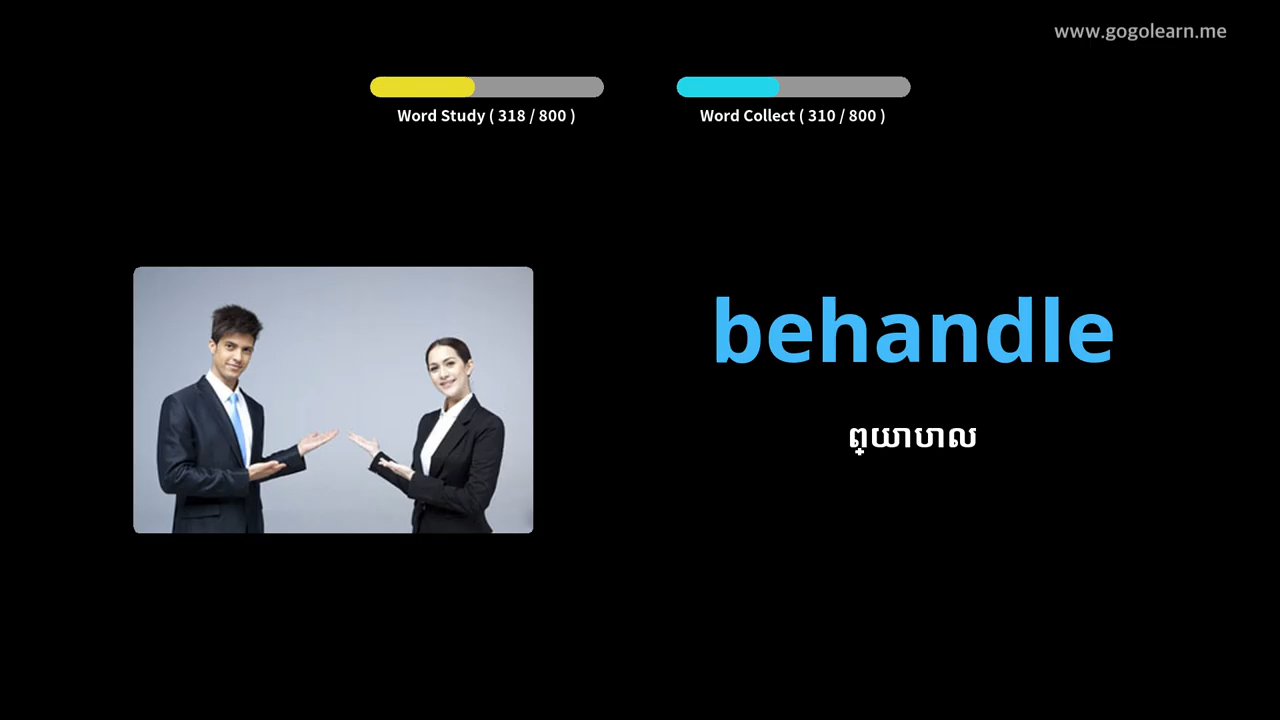 www.gogolearn.me
Word Study ( 318 / 800 )
Word Collect ( 310 / 800 )
behandle
ព្យាបាល